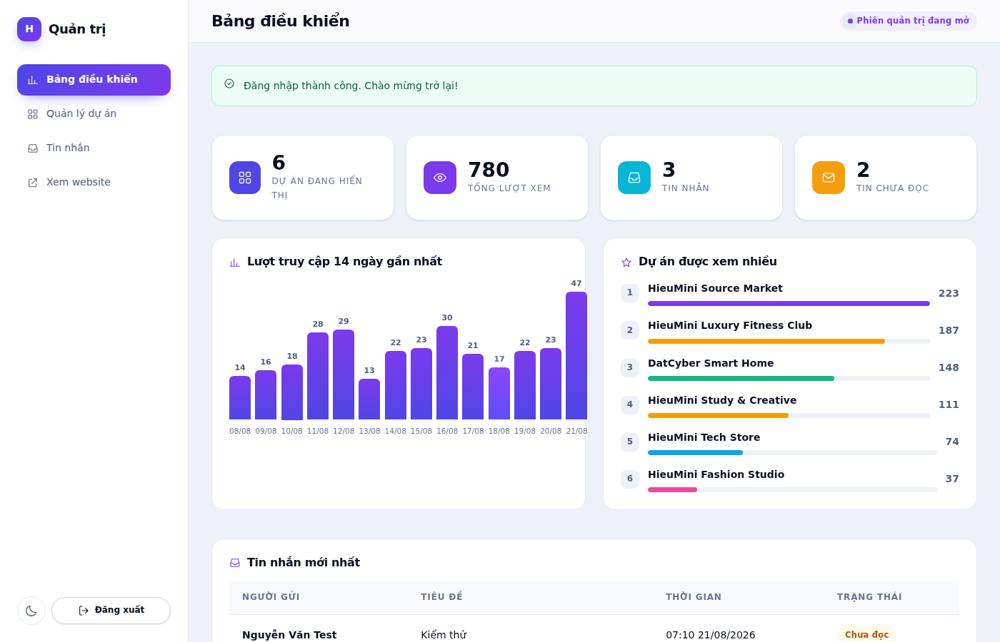 H
Quản trị
Bảng điều khiển
Quản lý dự án
Tin nhắn
Xem website
Đăng xuất
Bảng điều khiển
Phiên quản trị đang mở
Đăng nhập thành công. Chào mừng trở lại!
6
DỰ ÁN ĐANG HIỂN
THỊ
780
TỔNG LƯỢT XEM
3
TIN NHẮN
2
TIN CHƯA ĐỌC
Lượt truy cập 14 ngày gần nhất
14 16 18 28 29 13 22 23 30 21 17 22 23 47
08/08 09/08 10/08 11/08 12/08 13/08 14/08 15/08 16/08 17/08 18/08 19/08 20/08 21/08
Dự án được xem nhiều
1 HieuMini Source Market 223
2 HieuMini Luxury Fitness Club 187
3 DatCyber Smart Home 148
4 HieuMini Study & Creative 111
5 HieuMini Tech Store 74
6 HieuMini Fashion Studio 37
Tin nhắn mới nhất
NGƯỜI GỬI TIÊU ĐỀ THỜI GIAN TRẠNG THÁI
Nguyễn Văn Test Kiểm thử 07:10 21/08/2026 Chưa đọc